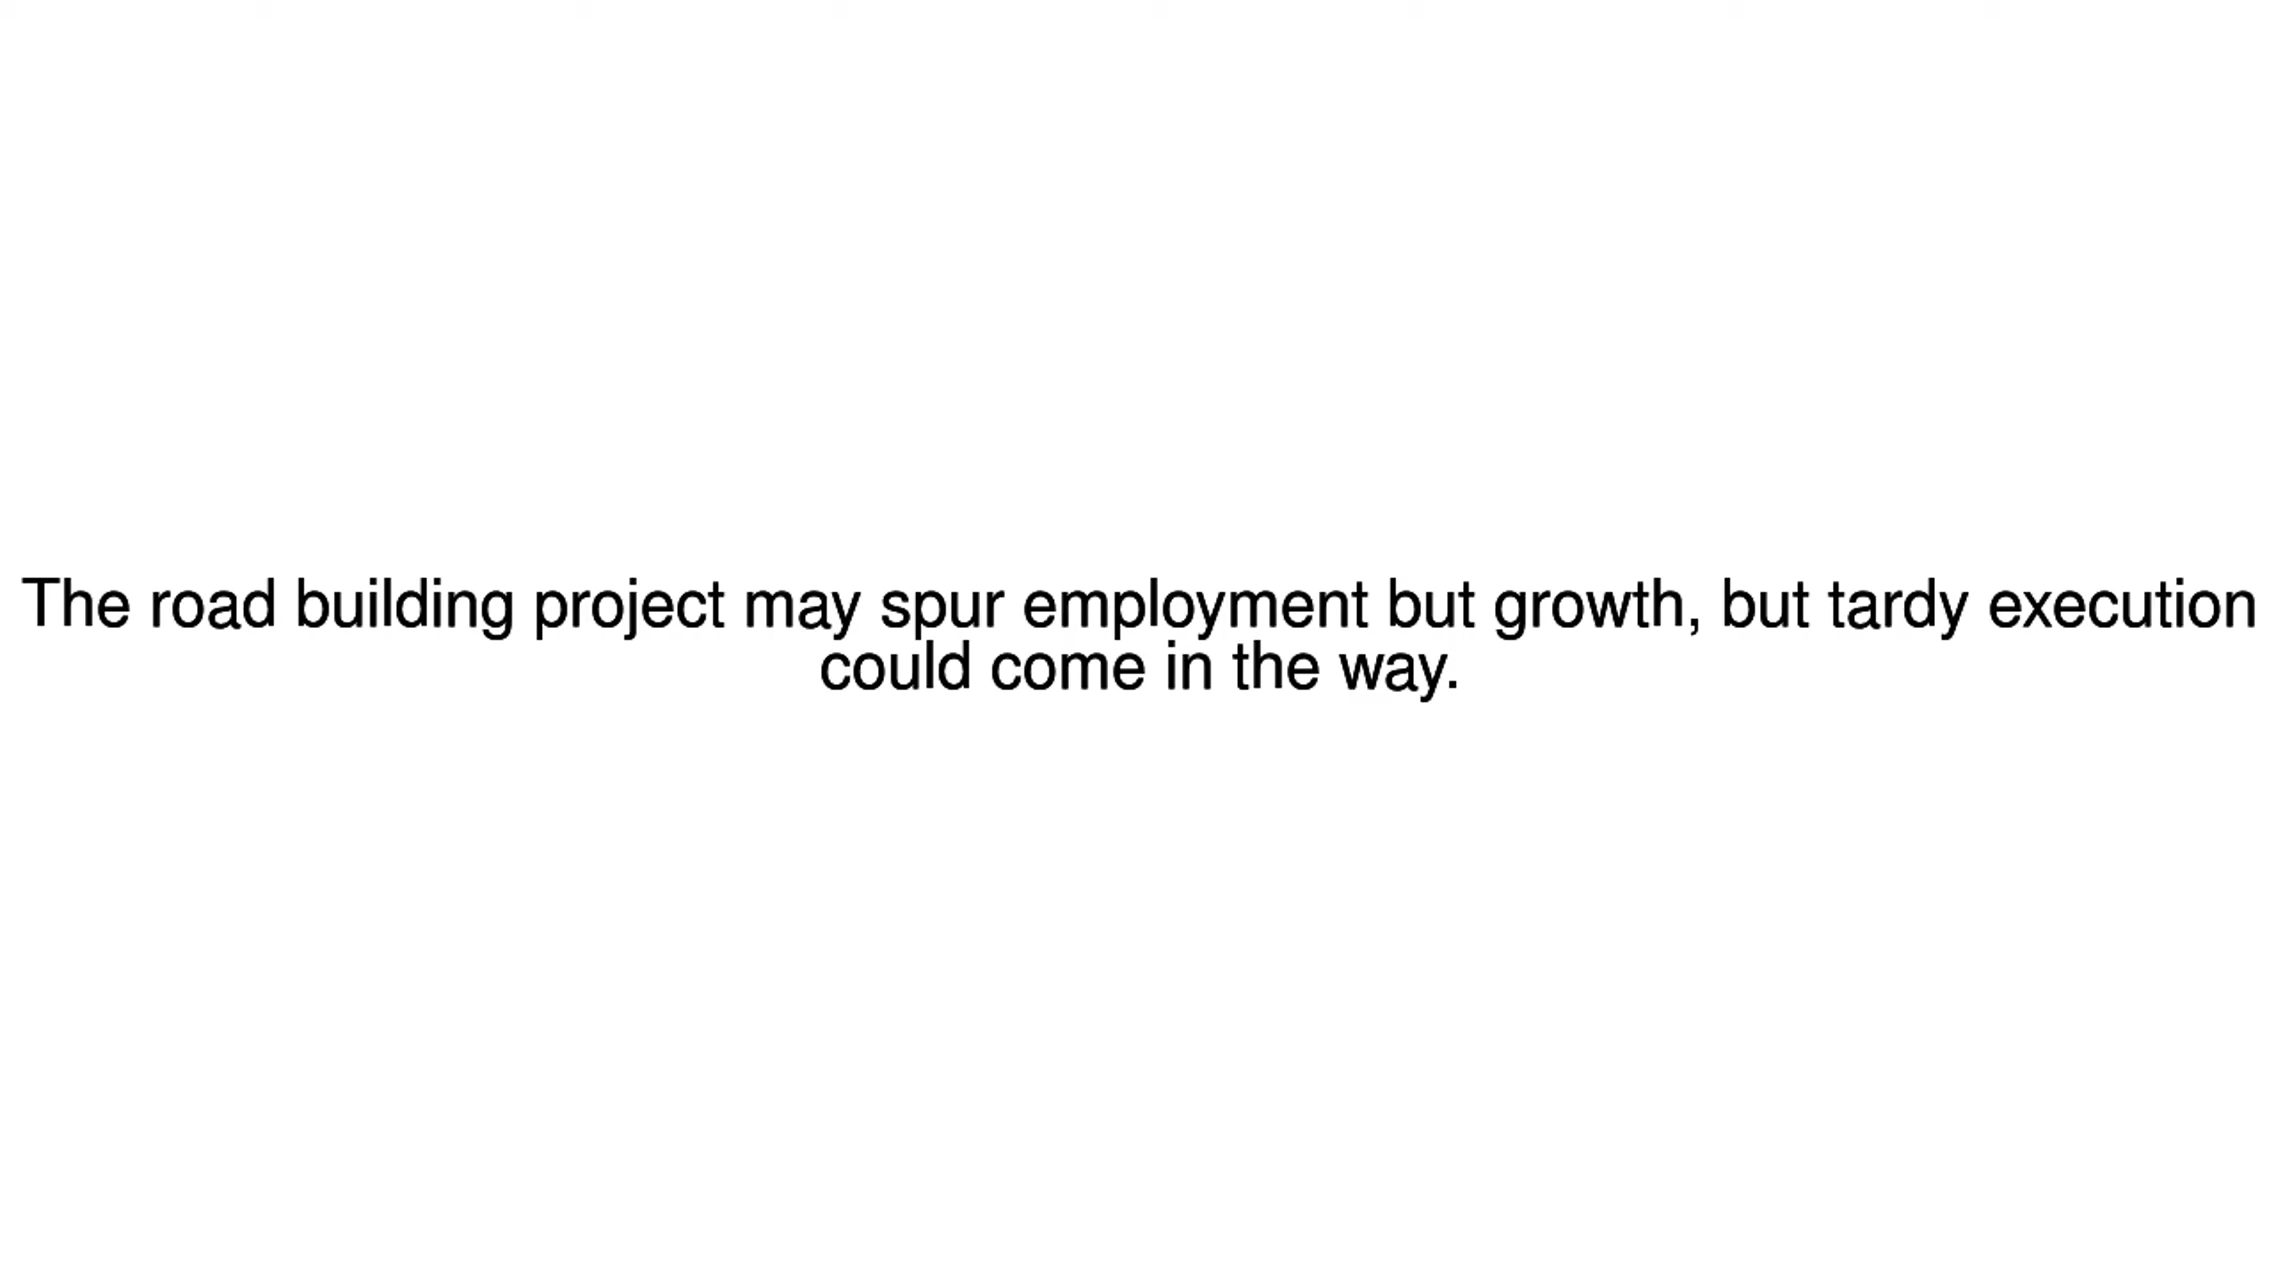 The road building project may spur employment but growth, but tardy execution
could come in the way.